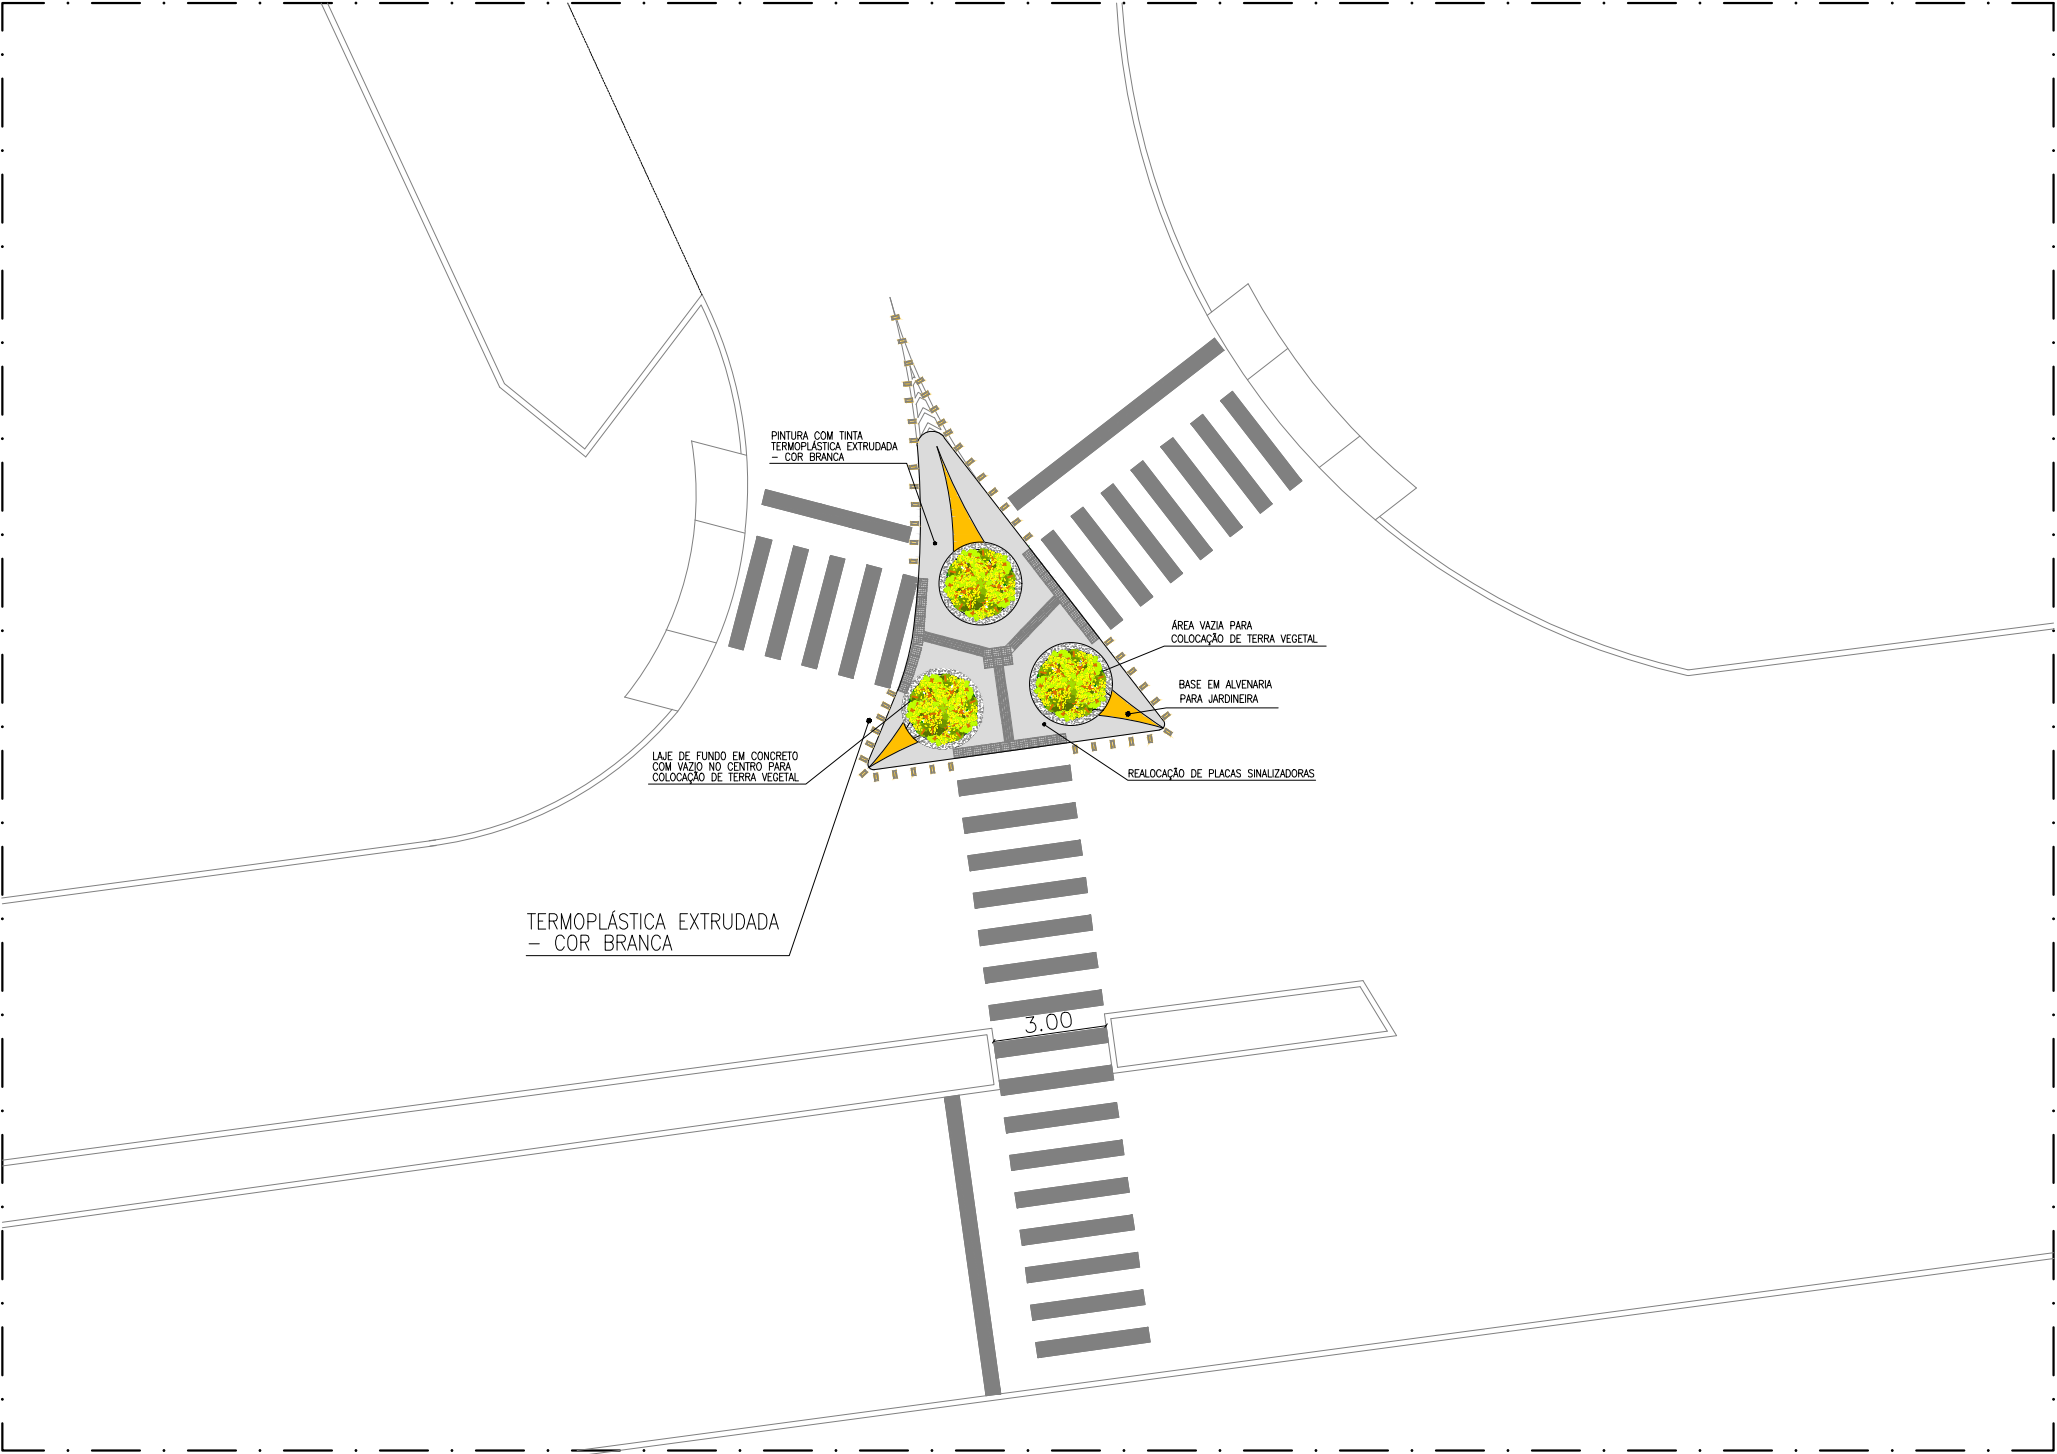 PINTURA COM TINTA
TERMOPLÁSTICA EXTRUDADA
- COR BRANCA
ÁREA VAZIA PARA
COLOCAÇÃO DE TERRA VEGETAL
BASE EM ALVENARIA
PARA JARDINEIRA
LAJE DE FUNDO EM CONCRETO
COM VAZIO NO CENTRO PARA
COLOCAÇÃO DE TERRA VEGETAL
REALOCAÇÃO DE PLACAS SINALIZADORAS
TERMOPLÁSTICA EXTRUDADA
- COR BRANCA
3.00